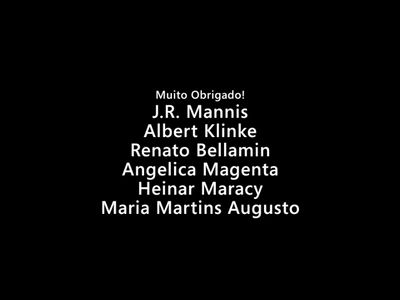 Muito Obrigado!
J.R. Mannis
Albert Klinke
Renato Bellamin
Angelica Magenta
Heinar Maracy
Maria Martins Augusto